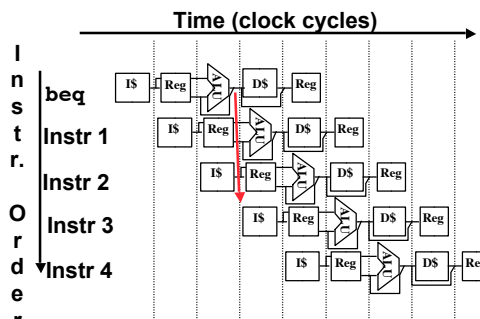 Time (clock cycles)
I
n
s
t
r.
O
r
d
e
r
beq
I$ Reg ALU D$ Reg
Instr 1
I$ Reg ALU D$ Reg
Instr 2
I$ Reg ALU D$ Reg
Instr 3
I$ Reg ALU D$ Reg
Instr 4
I$ Reg ALU D$ Reg